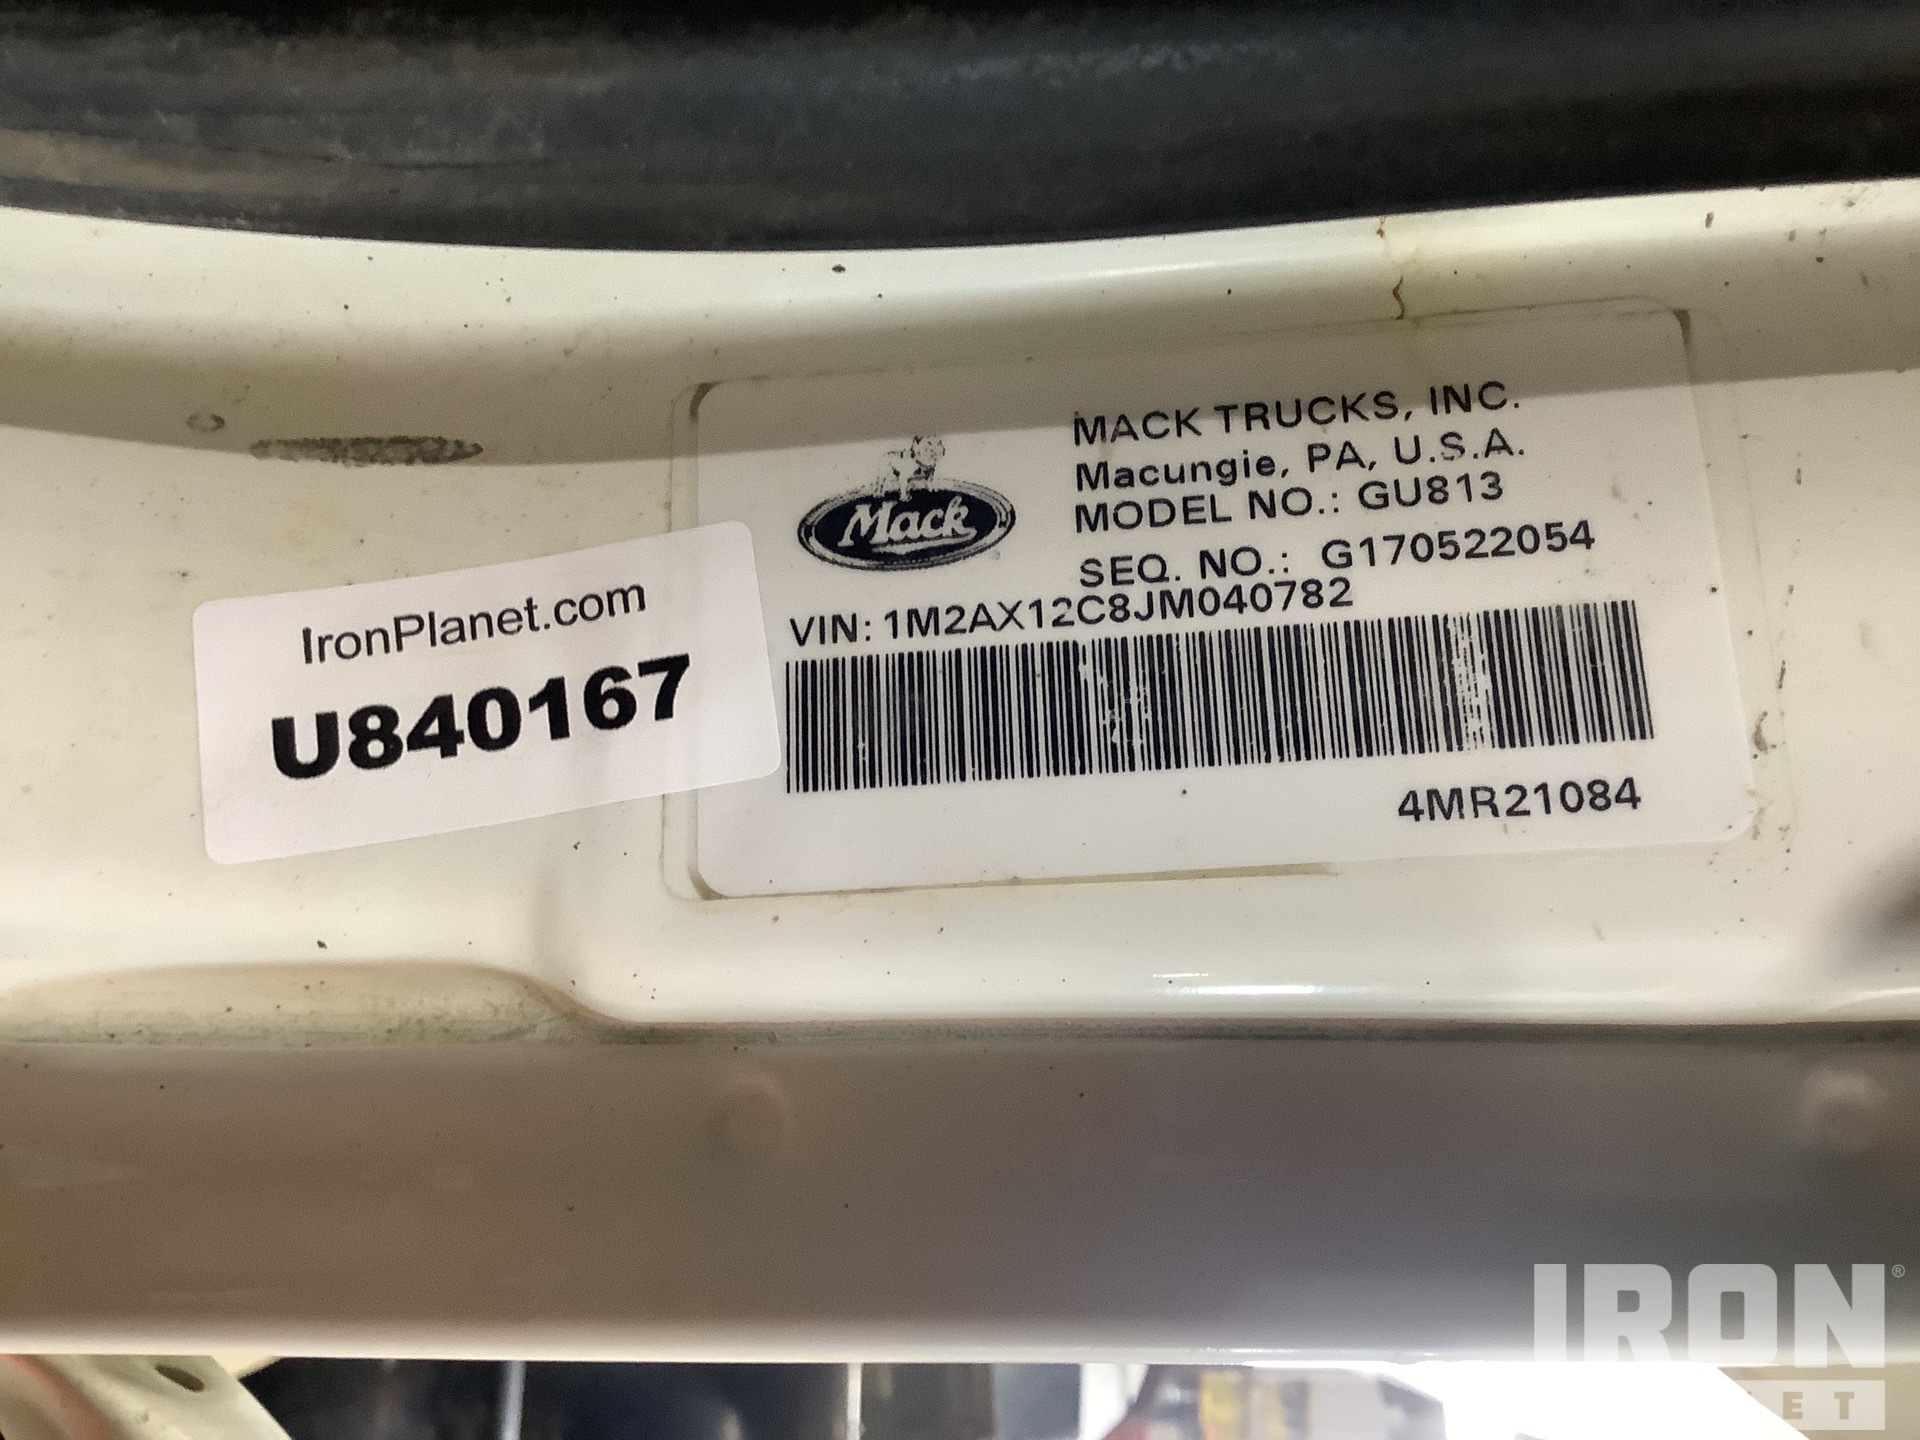 MACK TRUCKS, INC.
Macungie, PA, U.S.A.
MODEL NO.: GU813
SEQ. NO.: G170522054
VIN: 1M2AX12C8JM040782
4MR21084
Mack
IronPlanet.com
U840167
IRON®
ET